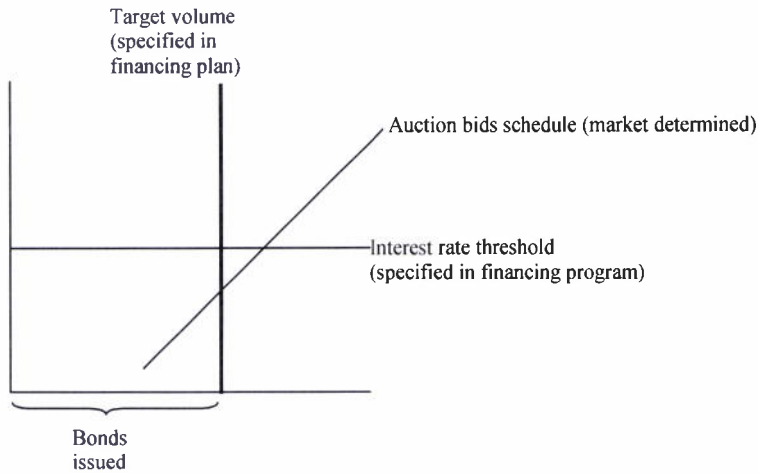 Target volume
(specified in
financing plan)
Auction bids schedule (market determined)
Interest rate threshold
(specified in financing program)
Bonds
issued